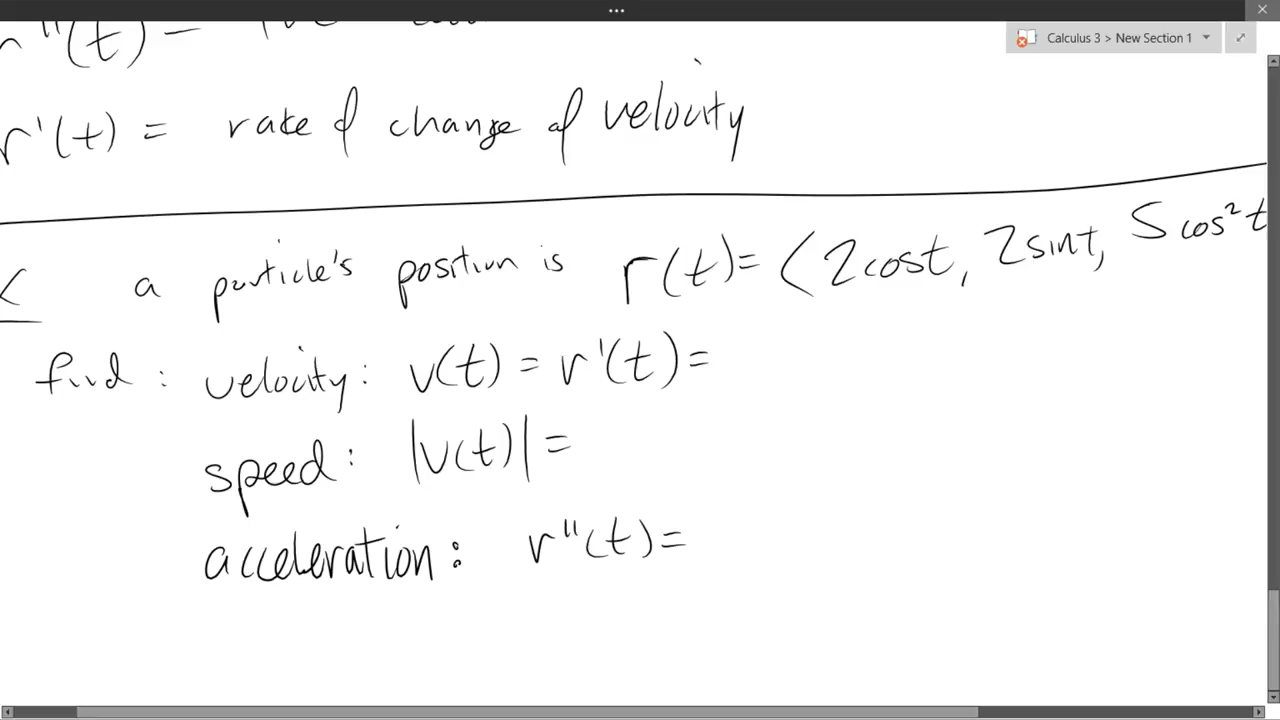 Calculus 3 > New Section 1
r"(t) =
r'(t) = rate of change of velocity
a particle's position is r(t)= ⟨2cost, 2sint, 5cos²t
find : velocity: v(t) = r'(t) =
speed: |v(t)| =
acceleration: r"(t) =